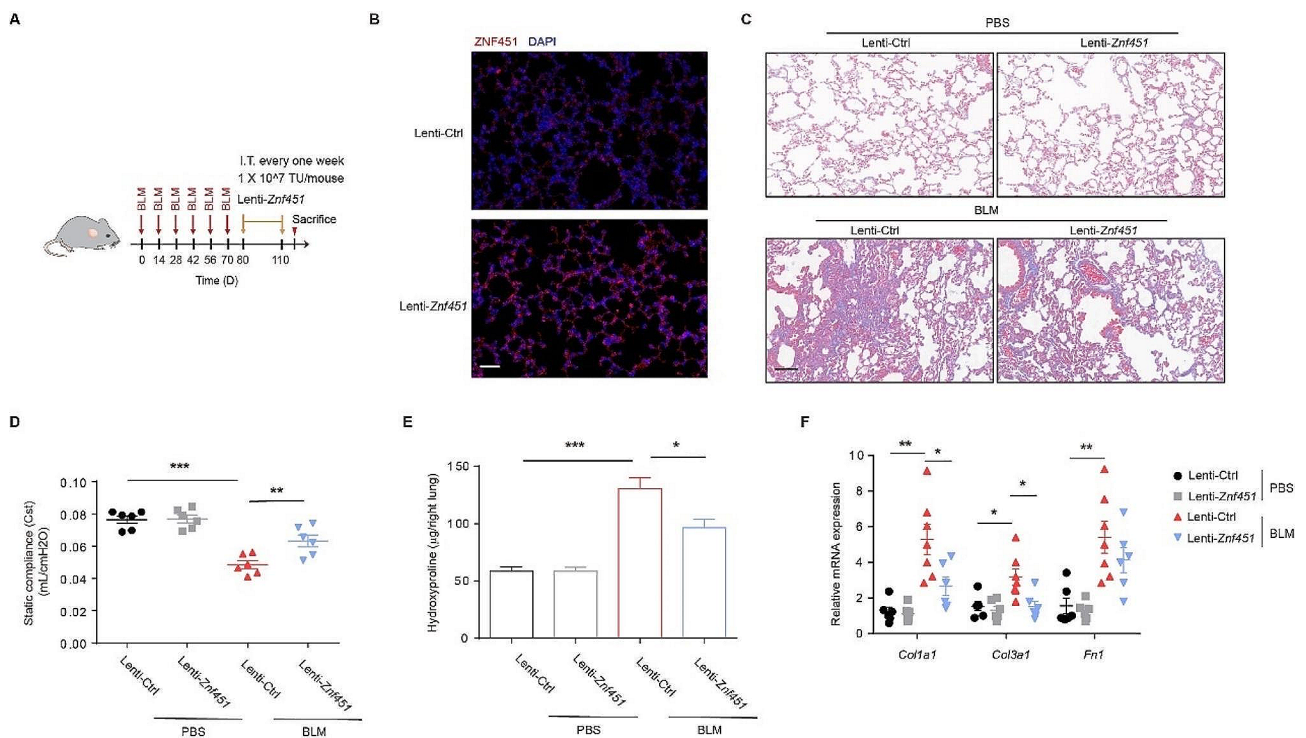 A
I.T. every one week
1 X 10^7 TU/mouse
Lenti-Znf451
BLM BLM BLM BLM BLM BLM
Sacrifice
0 14 28 42 56 70 80 110
Time (D)
B
ZNF451 DAPI
Lenti-Ctrl
Lenti-Znf451
C
PBS
Lenti-Ctrl Lenti-Znf451
BLM
Lenti-Ctrl Lenti-Znf451
D
Static compliance (Cst)
(mL/cmH2O)
*** **
0.10
0.08
0.06
0.04
0.02
0.00
Lenti-Ctrl Lenti-Znf451 Lenti-Ctrl Lenti-Znf451
PBS BLM
E
Hydroxyproline (µg/right lung)
*** *
150
100
50
0
Lenti-Ctrl Lenti-Znf451 Lenti-Ctrl Lenti-Znf451
PBS BLM
F
Relative mRNA expression
** * * * **
10
8
6
4
2
0
Col1a1 Col3a1 Fn1
Lenti-Ctrl
Lenti-Znf451
PBS
Lenti-Ctrl
Lenti-Znf451
BLM